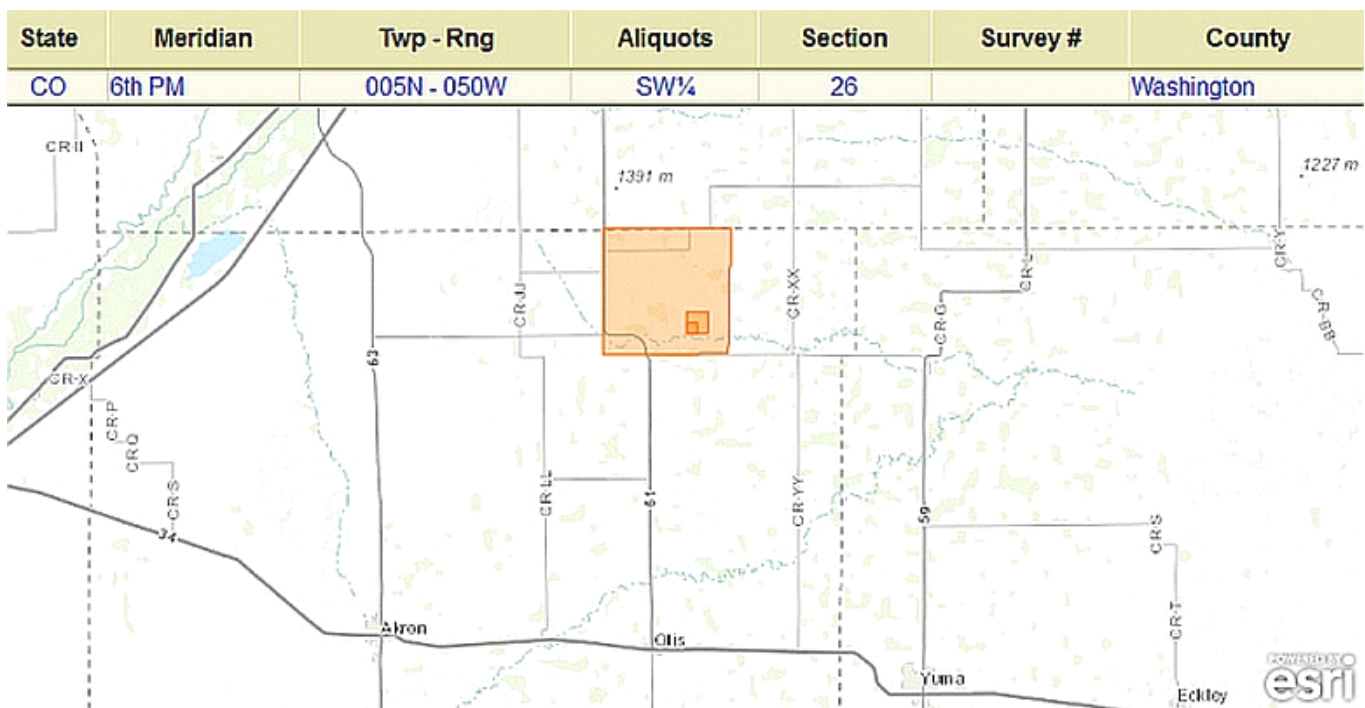 State Meridian Twp - Rng Aliquots Section Survey # County
CO 6th PM 005N - 050W SW¼ 26 Washington
CR-II
1391 m
1227 m
CR-Y
CR-L
CR-XX
CR-JJ
CR-G
CR-BB
63
CR-X
CR-P
CR-Q
CR-S
CR-LL
61
CR-YY
59
CR-S
34
CR-T
Akron
Otis
Yuma
Eckley
POWERED BY
esri